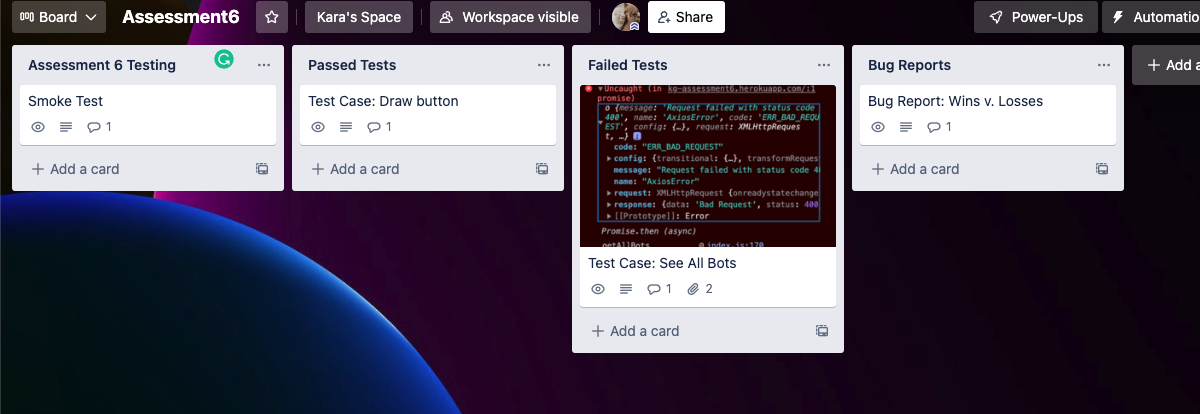 Board
Assessment6
Kara's Space
Workspace visible
Share
Power-Ups
Automatio
Assessment 6 Testing
Smoke Test
1
Add a card
Passed Tests
Test Case: Draw button
1
Add a card
Failed Tests
Uncaught (in kg-assessment6.herokuapp.com/:1
promise)
o {message: 'Request failed with status code
400', name: 'AxiosError', code: 'ERR_BAD_REQU
EST', config: {…}, request: XMLHttpReques
t, …}
code: "ERR_BAD_REQUEST"
config: {transitional: {…}, transformReques
message: "Request failed with status code 40
name: "AxiosError"
request: XMLHttpRequest {onreadystatechange
response: {data: 'Bad Request', status: 400
[[Prototype]]: Error
Promise.then (async)
getAllBots @ index.js:170
Test Case: See All Bots
1 2
Add a card
Bug Reports
Bug Report: Wins v. Losses
1
Add a card
Add a